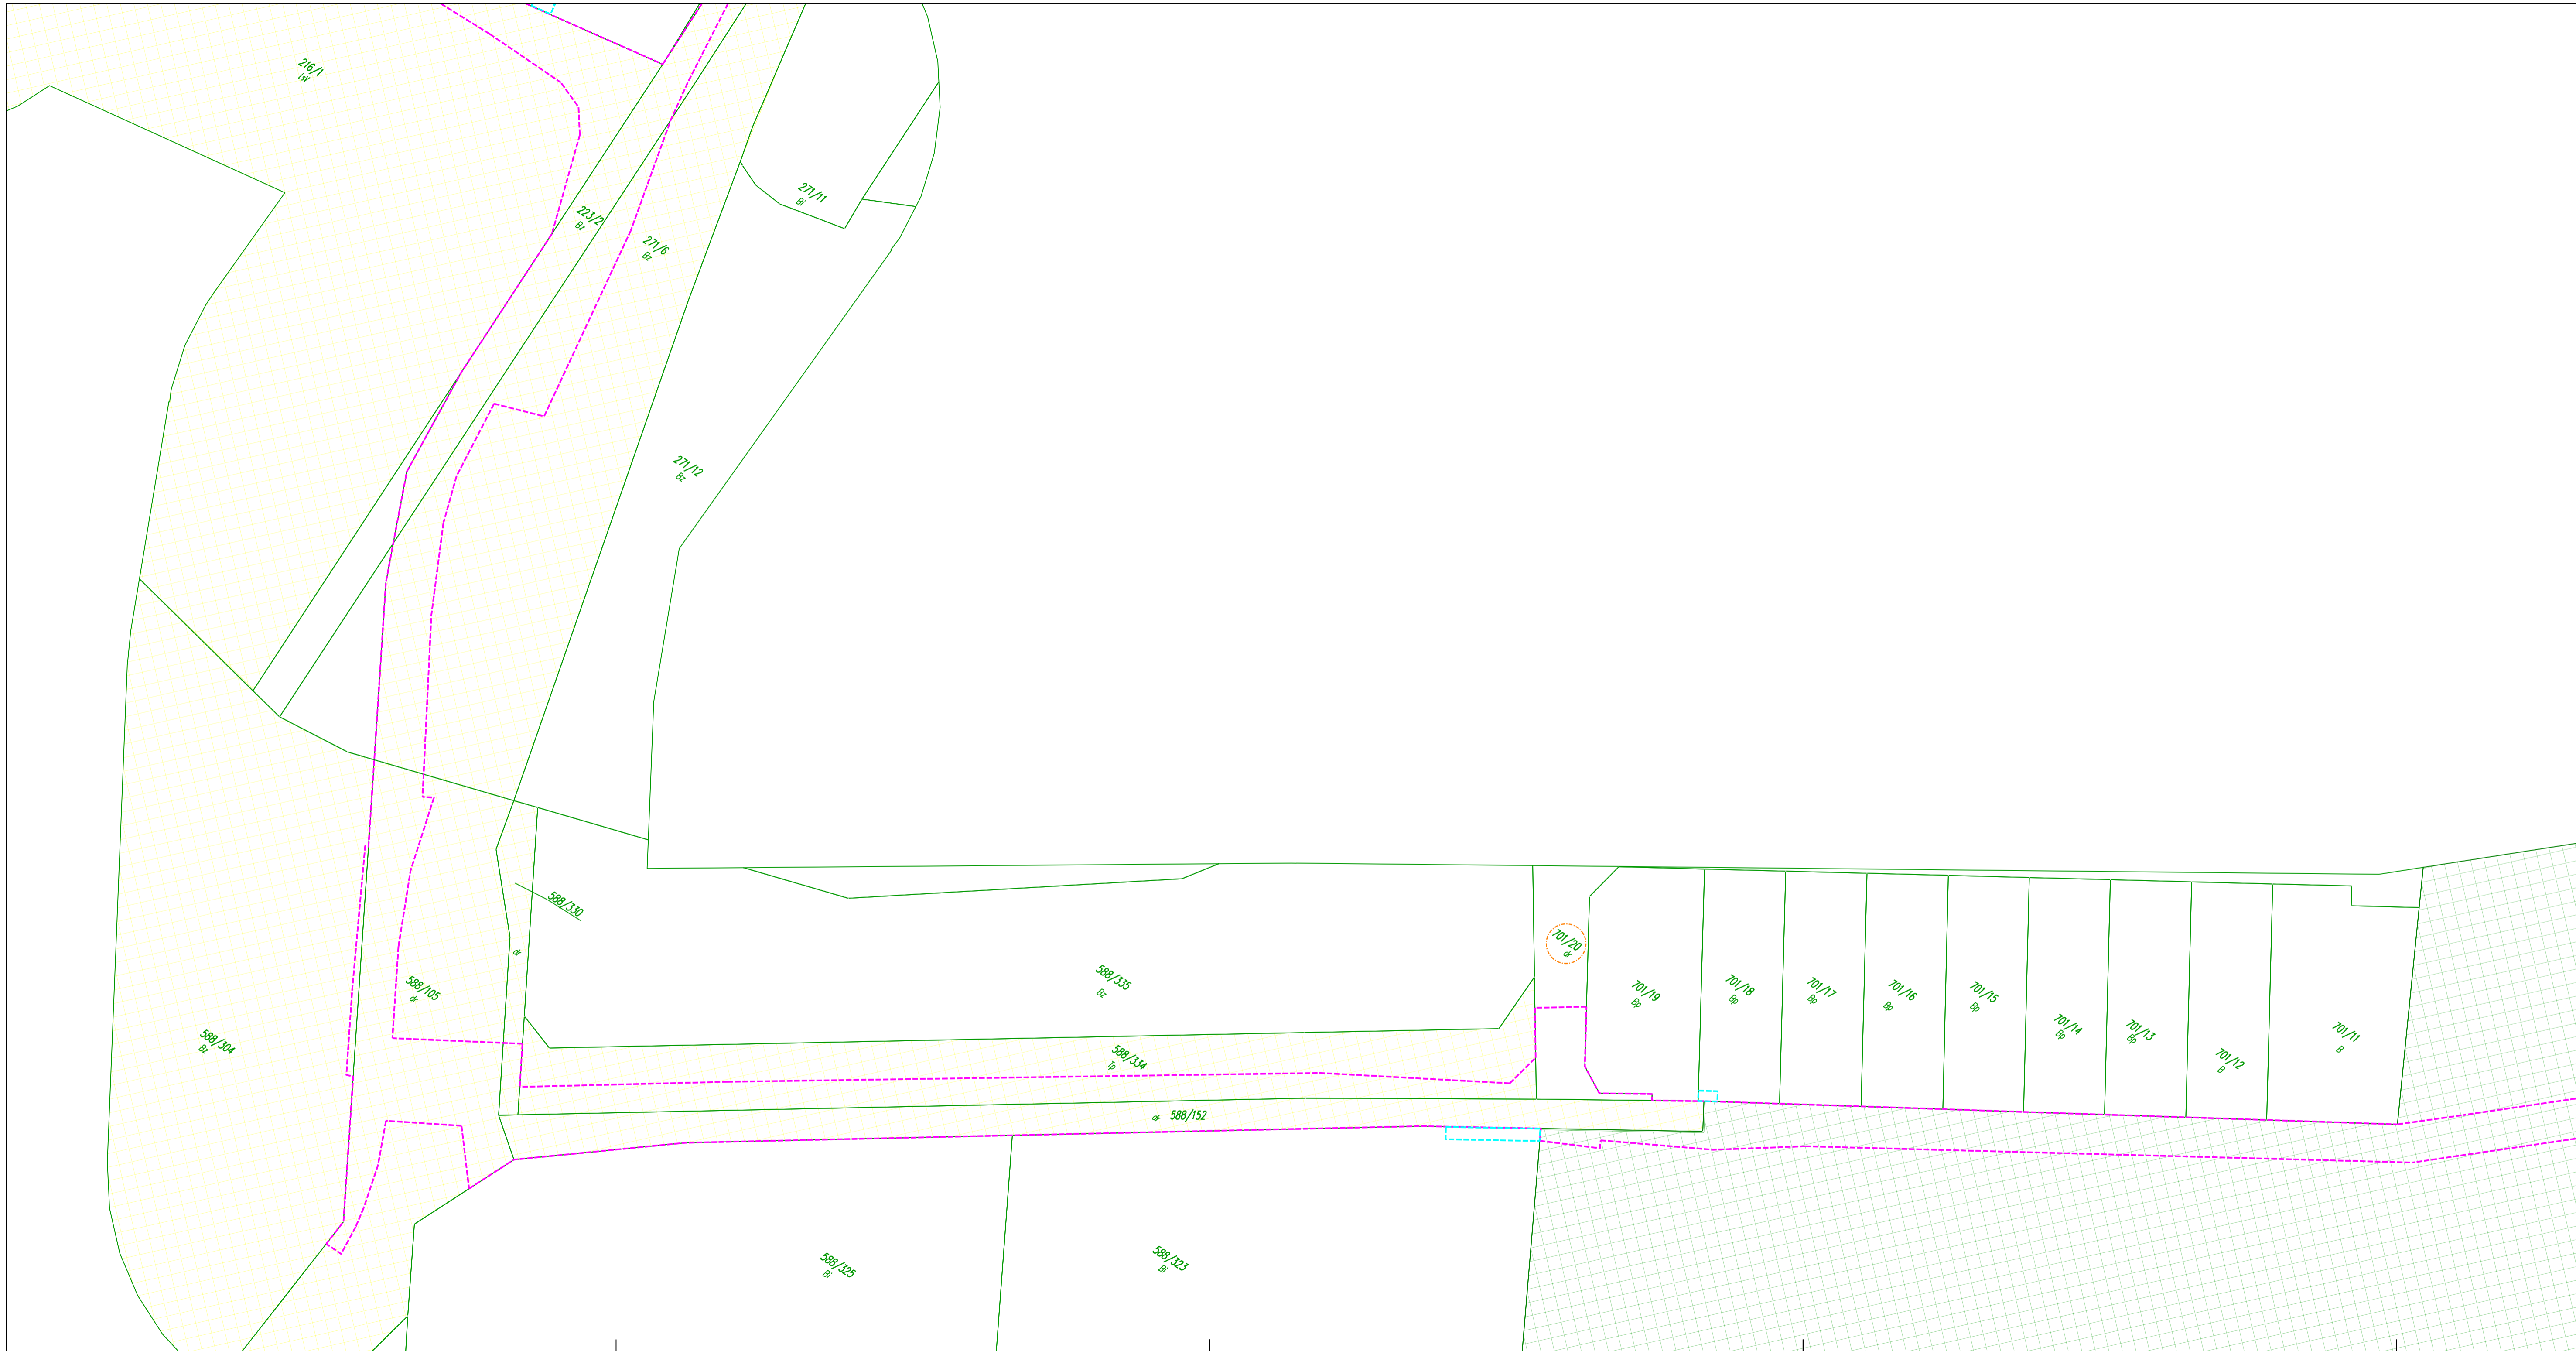 216/1
LsV
271/11
Bi
223/2
Bz
271/6
Bz
271/12
Bz
588/330
dr
701/20
dr
588/335
Bz
588/105
dr
701/19
Bp
701/18
Bp
701/17
Bp
701/16
Bp
701/15
Bp
701/14
Bp
701/13
Bp
701/12
B
701/11
B
588/304
Bz
588/334
Tp
dr 588/152
588/325
Bi
588/323
Bi